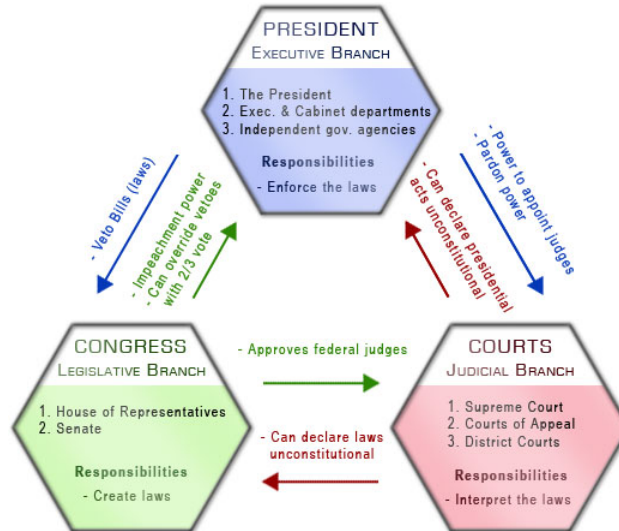 PRESIDENT
EXECUTIVE BRANCH
1. The President
2. Exec. & Cabinet departments
3. Independent gov. agencies
Responsibilities
- Enforce the laws
- Veto Bills (laws)
- Impeachment power
- Can override vetoes
with 2/3 vote
- Can declare presidential
acts unconstitutional
- Power to appoint judges
- Pardon power
CONGRESS
LEGISLATIVE BRANCH
1. House of Representatives
2. Senate
Responsibilities
- Create laws
- Approves federal judges
- Can declare laws
unconstitutional
COURTS
JUDICIAL BRANCH
1. Supreme Court
2. Courts of Appeal
3. District Courts
Responsibilities
- Interpret the laws